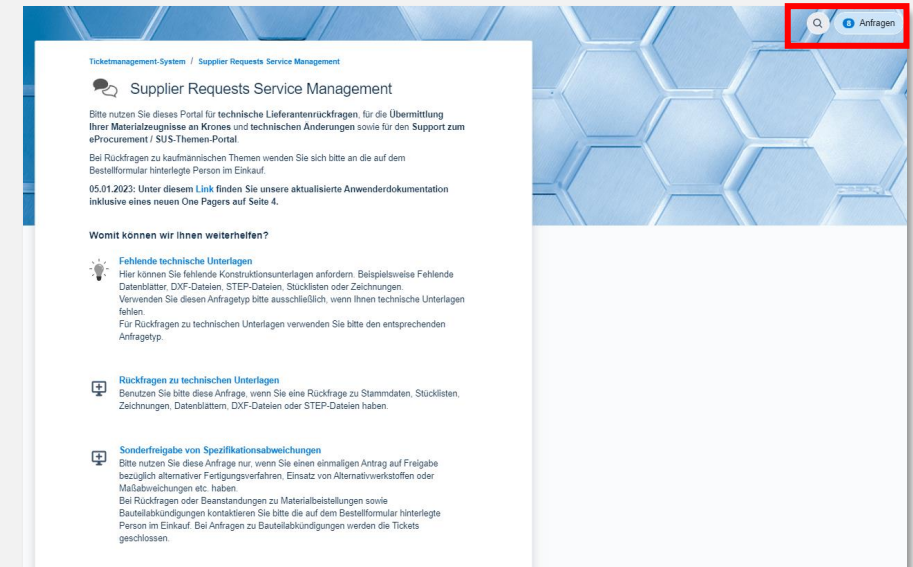 8 Anfragen
Ticketmanagement-System / Supplier Requests Service Management
Supplier Requests Service Management
Bitte nutzen Sie dieses Portal für technische Lieferantenrückfragen, für die Übermittlung
Ihrer Materialzeugnisse an Krones und technischen Änderungen sowie für den Support zum
eProcurement / SUS-Themen-Portal.
Bei Rückfragen zu kaufmännischen Themen wenden Sie sich bitte an die auf dem
Bestellformular hinterlegte Person im Einkauf.
05.01.2023: Unter diesem Link finden Sie unsere aktualisierte Anwenderdokumentation
inklusive eines neuen One Pagers auf Seite 4.
Womit können wir Ihnen weiterhelfen?
Fehlende technische Unterlagen
Hier können Sie fehlende Konstruktionsunterlagen anfordern. Beispielsweise Fehlende
Datenblätter, DXF-Dateien, STEP-Dateien, Stücklisten oder Zeichnungen.
Verwenden Sie diesen Anfragetyp bitte ausschließlich, wenn Ihnen technische Unterlagen
fehlen.
Für Rückfragen zu technischen Unterlagen verwenden Sie bitte den entsprechenden
Anfragetyp.
Rückfragen zu technischen Unterlagen
Benutzen Sie bitte diese Anfrage, wenn Sie eine Rückfrage zu Stammdaten, Stücklisten,
Zeichnungen, Datenblättern, DXF-Dateien oder STEP-Dateien haben.
Sonderfreigabe von Spezifikationsabweichungen
Bitte nutzen Sie diese Anfrage nur, wenn Sie einen einmaligen Antrag auf Freigabe
bezüglich alternativer Fertigungsverfahren, Einsatz von Alternativwerkstoffen oder
Maßabweichungen etc. haben.
Bei Rückfragen oder Beanstandungen zu Materialbeistellungen sowie
Bauteilabkündigungen kontaktieren Sie bitte die auf dem Bestellformular hinterlegte
Person im Einkauf. Bei Anfragen zu Bauteilabkündigungen werden die Tickets
geschlossen.